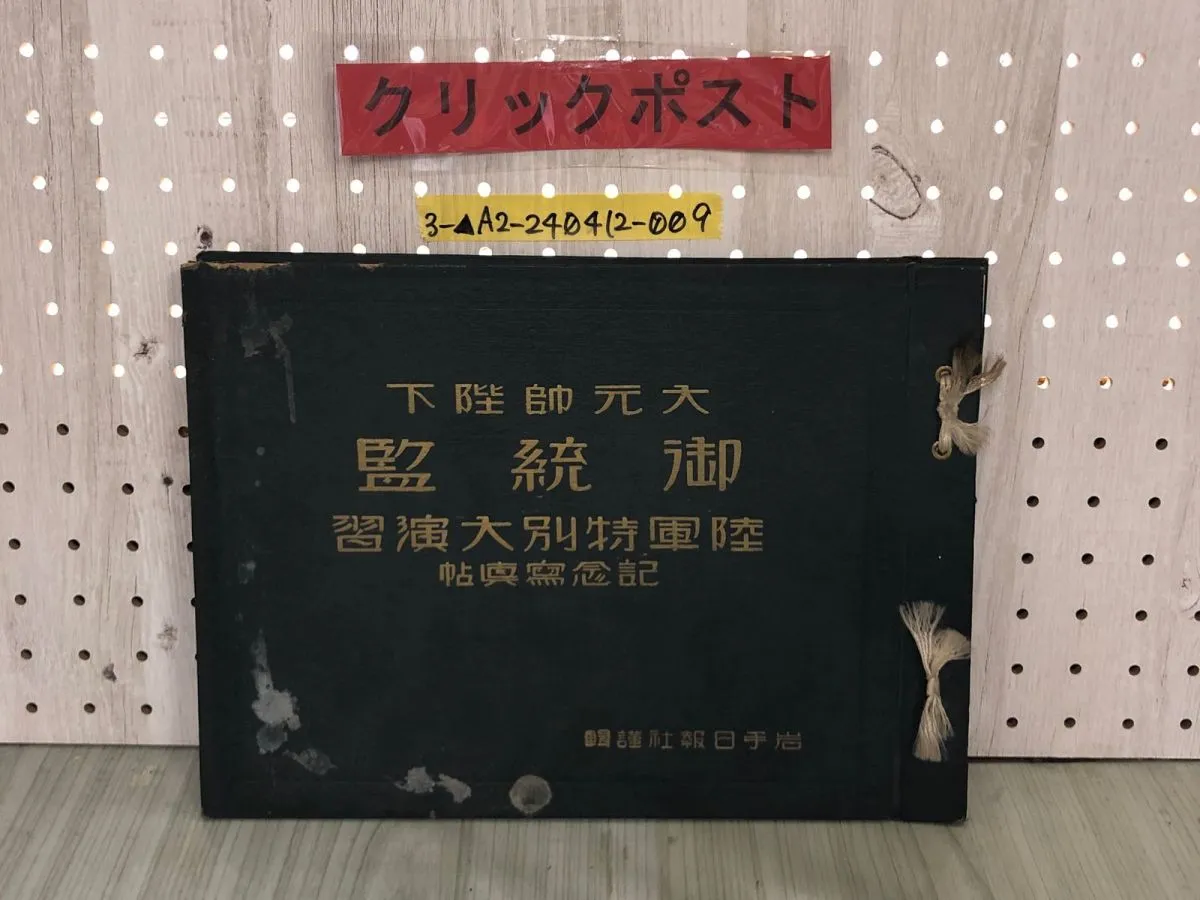 クリックポスト
3-▲A2-240412-009
大元帥陛下
御統監
陸軍特別大演習
記念寫眞帖
岩手日報社謹輯